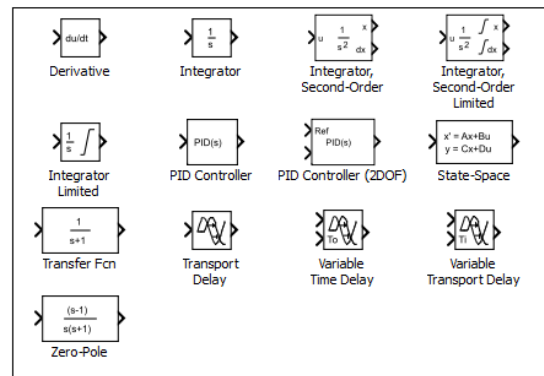 du/dt
Derivative
1
s
Integrator
u 1 x
s² dx
Integrator,
Second-Order
u 1 ∫ x
s² ∫ dx
Integrator,
Second-Order
Limited
1 ∫
s
Integrator
Limited
PID(s)
PID Controller
Ref
PID(s)
PID Controller (2DOF)
x' = Ax+Bu
y = Cx+Du
State-Space
1
s+1
Transfer Fcn
Transport
Delay
To
Variable
Time Delay
Ti
Variable
Transport Delay
(s-1)
s(s+1)
Zero-Pole